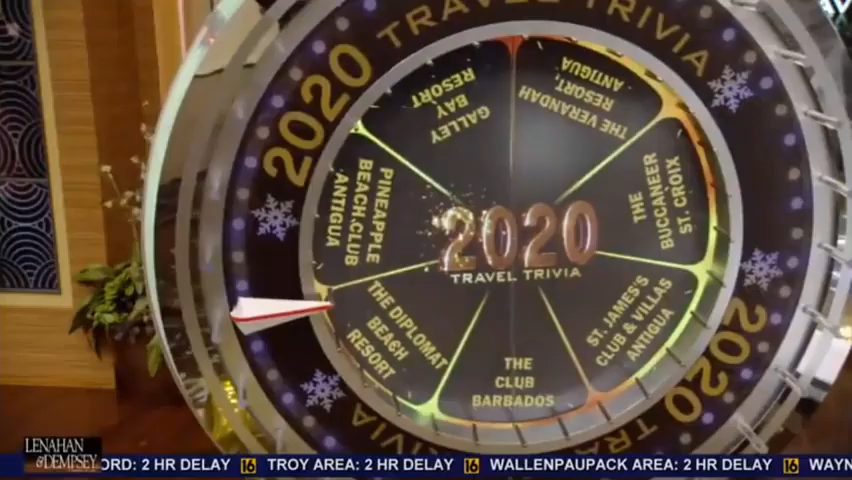 2020 TRAVEL TRIVIA
GALLEY
BAY
RESORT
THE VERANDAH
RESORT,
ANTIGUA
THE
BUCCANEER
ST. CROIX
PINEAPPLE
BEACH CLUB
ANTIGUA
2020
TRAVEL TRIVIA
THE DIPLOMAT
BEACH
RESORT
THE
CLUB
BARBADOS
ST. JAMES'S
CLUB & VILLAS
ANTIGUA
2020
TRA
IVIA
LENAHAN
& DEMPSEY
ORD: 2 HR DELAY 16 TROY AREA: 2 HR DELAY 16 WALLENPAUPACK AREA: 2 HR DELAY 16 WAYN